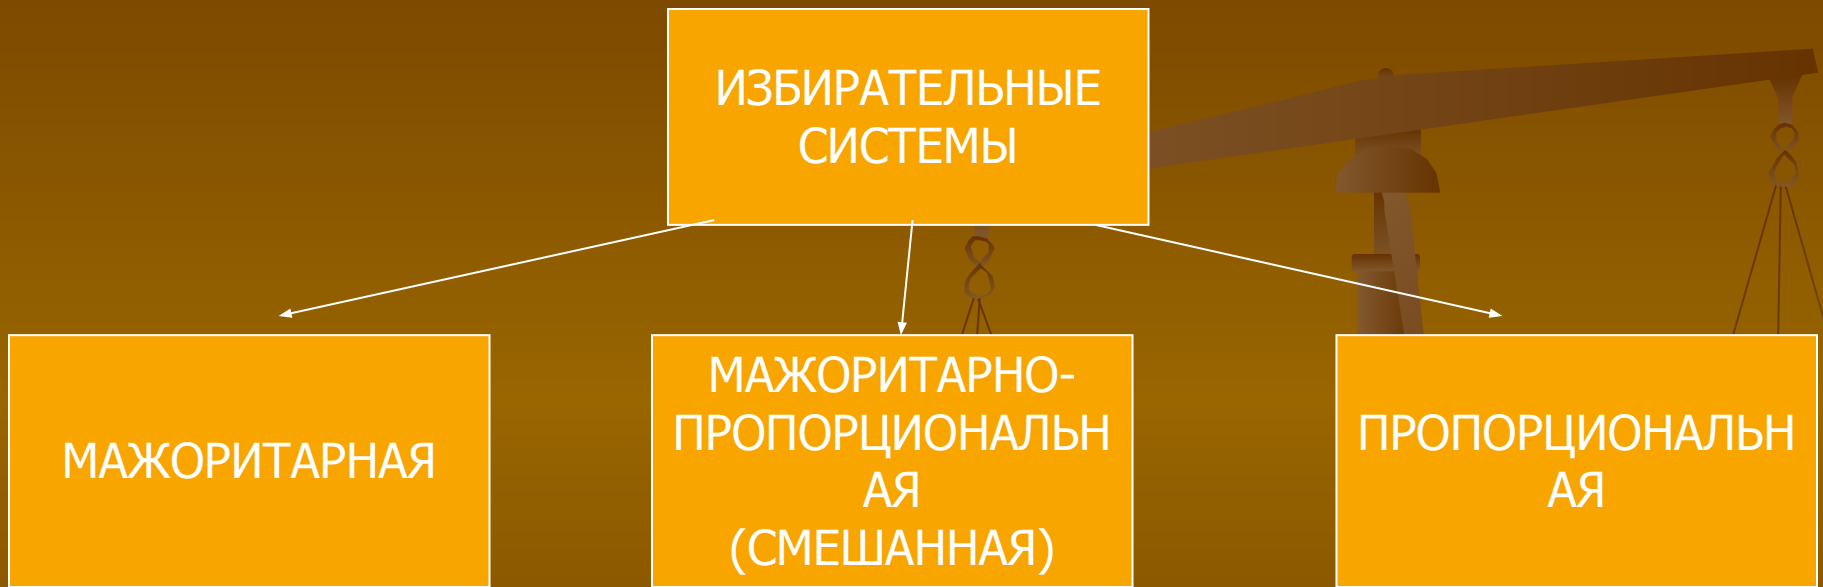 ИЗБИРАТЕЛЬНЫЕ
СИСТЕМЫ
МАЖОРИТАРНАЯ
МАЖОРИТАРНО-
ПРОПОРЦИОНАЛЬН
АЯ
(СМЕШАННАЯ)
ПРОПОРЦИОНАЛЬН
АЯ